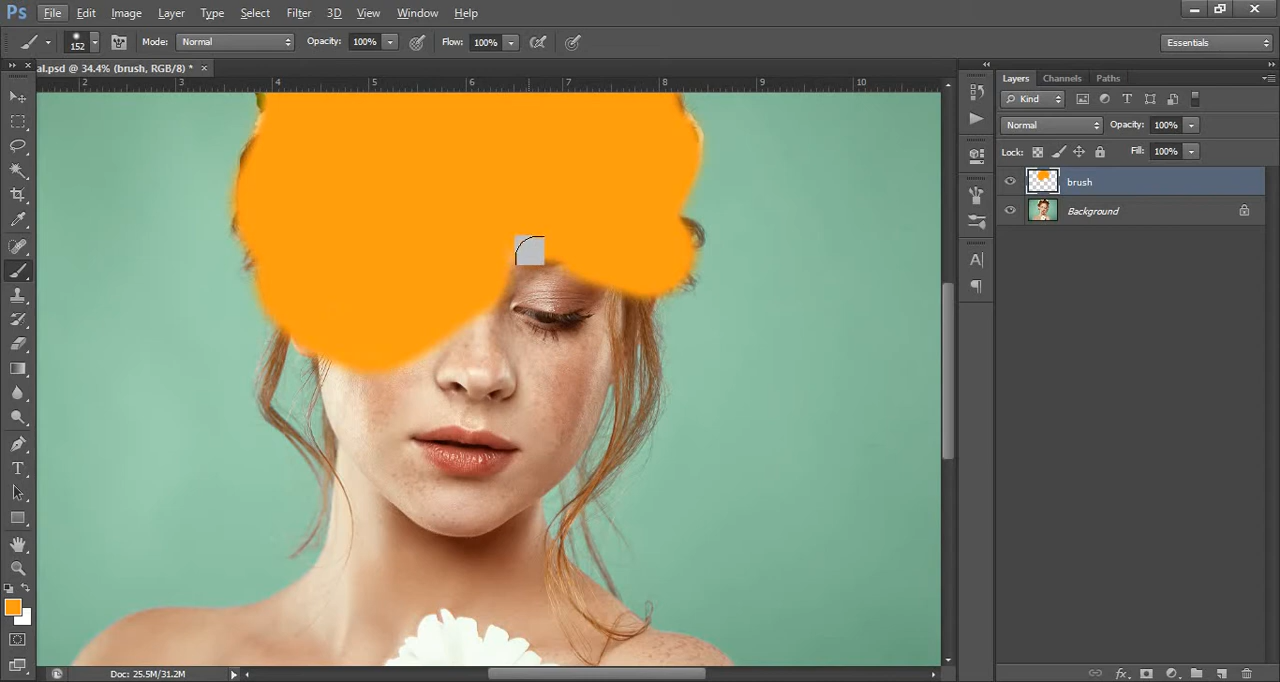 Ps File Edit Image Layer Type Select Filter 3D View Window Help
152 Mode: Normal Opacity: 100% Flow: 100% Essentials
al.psd @ 34.4% (brush, RGB/8) * ×
2 3 4 5 6 7 8 9 10
Layers Channels Paths
Kind T
Normal Opacity: 100%
Lock: Fill: 100%
brush
Background
A
T
Doc: 25.5M/31.2M
fx